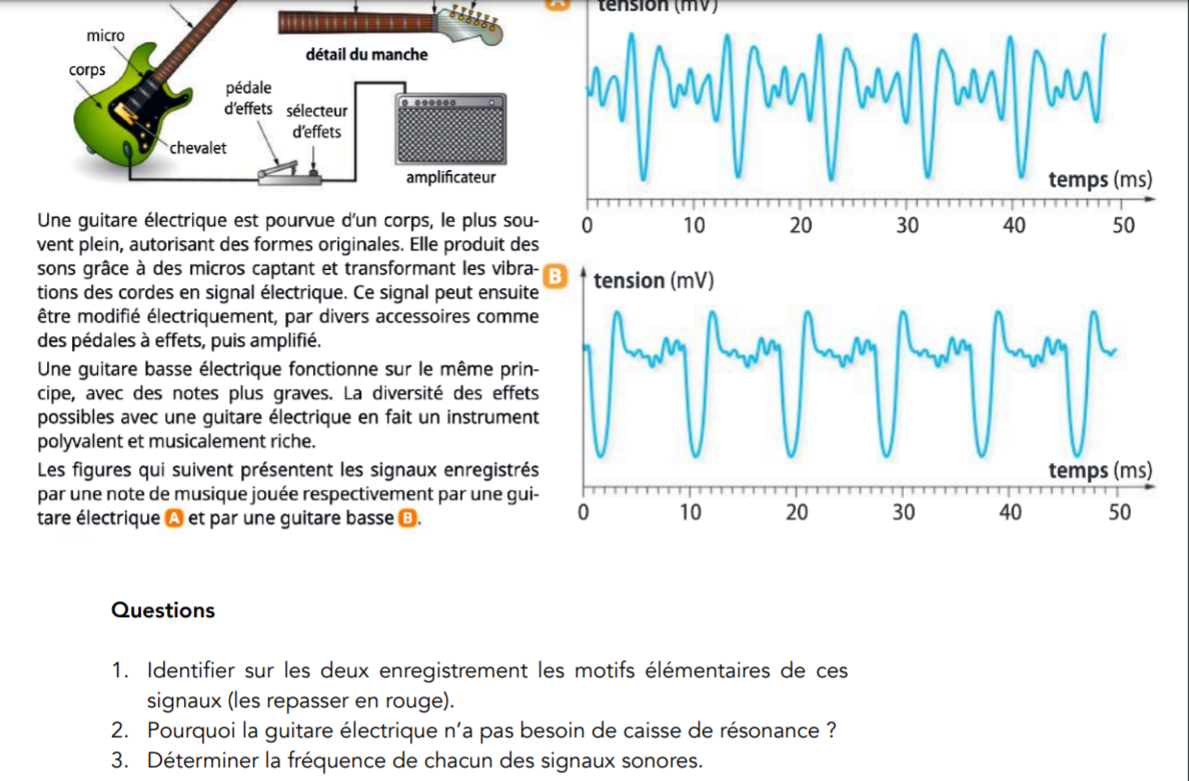 A tension (mV)
micro
corps
détail du manche
pédale
d'effets
sélecteur
d'effets
chevalet
amplificateur
temps (ms)
0 10 20 30 40 50
Une guitare électrique est pourvue d'un corps, le plus sou-
vent plein, autorisant des formes originales. Elle produit des
sons grâce à des micros captant et transformant les vibra-
tions des cordes en signal électrique. Ce signal peut ensuite
être modifié électriquement, par divers accessoires comme
des pédales à effets, puis amplifié.
Une guitare basse électrique fonctionne sur le même prin-
cipe, avec des notes plus graves. La diversité des effets
possibles avec une guitare électrique en fait un instrument
polyvalent et musicalement riche.
Les figures qui suivent présentent les signaux enregistrés
par une note de musique jouée respectivement par une gui-
tare électrique A et par une guitare basse B.
B tension (mV)
temps (ms)
0 10 20 30 40 50
Questions
1. Identifier sur les deux enregistrement les motifs élémentaires de ces
signaux (les repasser en rouge).
2. Pourquoi la guitare électrique n'a pas besoin de caisse de résonance ?
3. Déterminer la fréquence de chacun des signaux sonores.